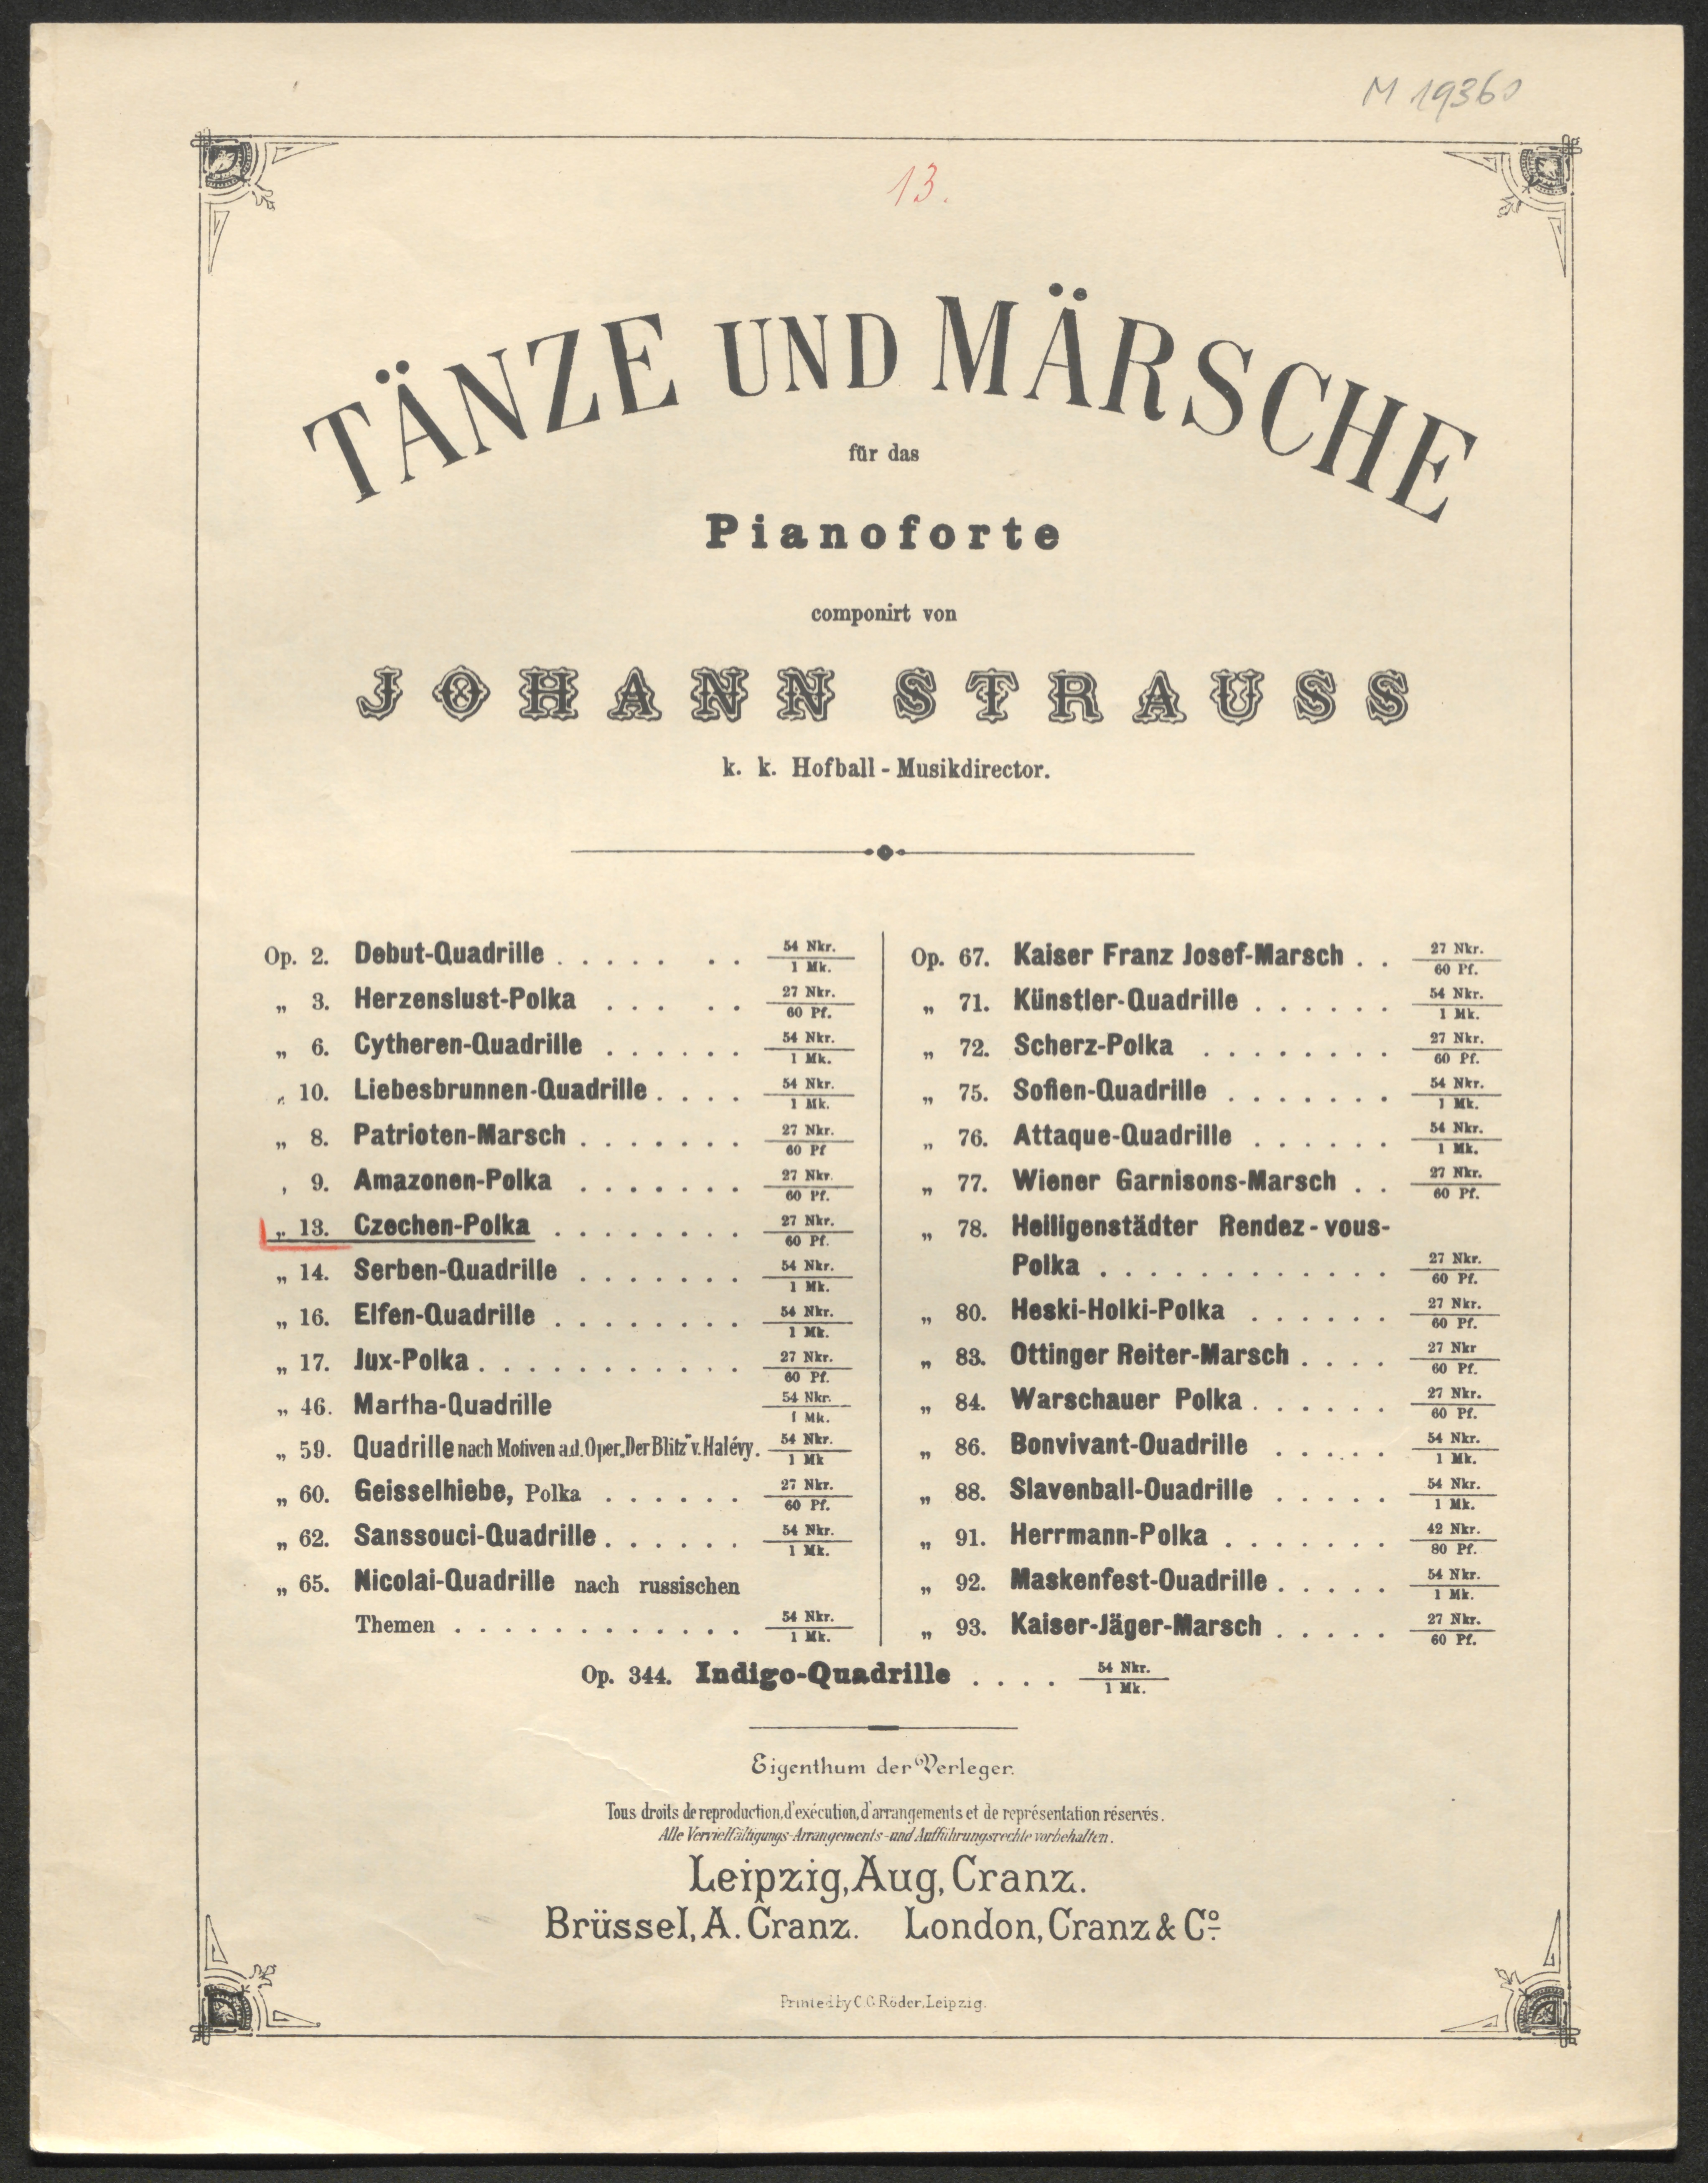 M 19360
13.
TÄNZE UND MÄRSCHE
für das
Pianoforte
componirt von
JOHANN STRAUSS
k. k. Hofball - Musikdirector.
Op. 2. Debut-Quadrille . . . . . . . 54 Nkr. / 1 Mk.
„ 3. Herzenslust-Polka . . . . . 27 Nkr. / 60 Pf.
„ 6. Cytheren-Quadrille . . . . . . 54 Nkr. / 1 Mk.
„ 10. Liebesbrunnen-Quadrille . . . . 54 Nkr. / 1 Mk.
„ 8. Patrioten-Marsch . . . . . . . 27 Nkr. / 60 Pf
, 9. Amazonen-Polka . . . . . . . 27 Nkr. / 60 Pf.
„ 13. Czechen-Polka . . . . . . . . 27 Nkr. / 60 Pf.
„ 14. Serben-Quadrille . . . . . . . 54 Nkr. / 1 Mk.
„ 16. Elfen-Quadrille . . . . . . . . 54 Nkr. / 1 Mk.
„ 17. Jux-Polka . . . . . . . . . . 27 Nkr. / 60 Pf.
„ 46. Martha-Quadrille 54 Nkr. / 1 Mk.
„ 59. Quadrille nach Motiven a.d. Oper „Der Blitz" v. Halévy. 54 Nkr. / 1 Mk
„ 60. Geisselhiebe, Polka . . . . . . 27 Nkr. / 60 Pf.
„ 62. Sanssouci-Quadrille . . . . . . 54 Nkr. / 1 Mk.
„ 65. Nicolai-Quadrille nach russischen
Themen . . . . . . . . . . . . 54 Nkr. / 1 Mk.
Op. 67. Kaiser Franz Josef-Marsch . . 27 Nkr. / 60 Pf.
„ 71. Künstler-Quadrille . . . . . . 54 Nkr. / 1 Mk.
„ 72. Scherz-Polka . . . . . . . . 27 Nkr. / 60 Pf.
„ 75. Sofien-Quadrille . . . . . . . 54 Nkr. / 1 Mk.
„ 76. Attaque-Quadrille . . . . . . 54 Nkr. / 1 Mk.
„ 77. Wiener Garnisons-Marsch . . 27 Nkr. / 60 Pf.
„ 78. Heiligenstädter Rendez - vous-
Polka . . . . . . . . . . . . 27 Nkr. / 60 Pf.
„ 80. Heski-Holki-Polka . . . . . . 27 Nkr. / 60 Pf.
„ 83. Ottinger Reiter-Marsch . . . . 27 Nkr / 60 Pf.
„ 84. Warschauer Polka . . . . . . 27 Nkr. / 60 Pf.
„ 86. Bonvivant-Ouadrille . . . . . 54 Nkr. / 1 Mk.
„ 88. Slavenball-Ouadrille . . . . . 54 Nkr. / 1 Mk.
„ 91. Herrmann-Polka . . . . . . . 42 Nkr. / 80 Pf.
„ 92. Maskenfest-Ouadrille . . . . . 54 Nkr. / 1 Mk.
„ 93. Kaiser-Jäger-Marsch . . . . . 27 Nkr. / 60 Pf.
Op. 344. Indigo-Quadrille . . . . 54 Nkr. / 1 Mk.
Eigenthum der Verleger.
Tous droits de reproduction, d'exécution, d'arrangements et de représentation réservés.
Alle Vervielfältigungs-Arrangements-und Aufführungsrechte vorbehalten.
Leipzig, Aug, Cranz.
Brüssel, A. Cranz. London, Cranz & Co.
Printed by C.G. Röder, Leipzig.